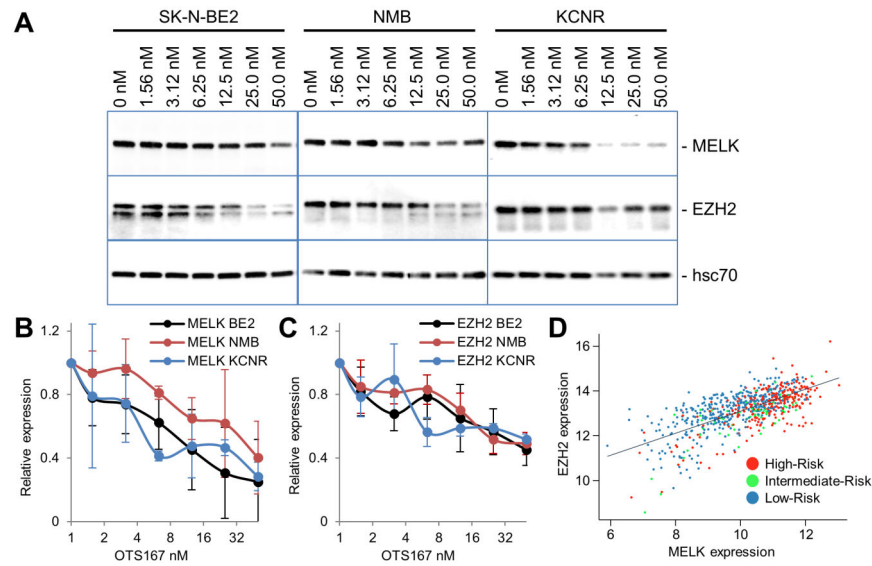 A
SK-N-BE2 NMB KCNR
0 nM 1.56 nM 3.12 nM 6.25 nM 12.5 nM 25.0 nM 50.0 nM 0 nM 1.56 nM 3.12 nM 6.25 nM 12.5 nM 25.0 nM 50.0 nM 0 nM 1.56 nM 3.12 nM 6.25 nM 12.5 nM 25.0 nM 50.0 nM
- MELK
- EZH2
- hsc70
B
MELK BE2
MELK NMB
MELK KCNR
1.2
0.8
0.4
0
Relative expression
1 2 4 8 16 32
OTS167 nM
C
EZH2 BE2
EZH2 NMB
EZH2 KCNR
1.2
0.8
0.4
0
Relative expression
1 2 4 8 16 32
OTS167 nM
D
16
14
12
10
EZH2 expression
High-Risk
Intermediate-Risk
Low-Risk
6 8 10 12
MELK expression